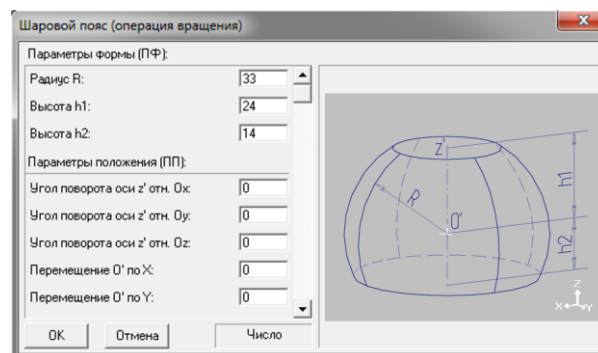 Шаровой пояс (операция вращения)
Параметры формы (ПФ):
Радиус R: 33
Высота h1: 24
Высота h2: 14
Параметры положения (ПП):
Угол поворота оси z' отн. Ox: 0
Угол поворота оси z' отн. Oy: 0
Угол поворота оси z' отн. Oz: 0
Перемещение O' по X: 0
Перемещение O' по Y: 0
OK Отмена Число
Z'
h1
R
O'
h2
Z
X Y